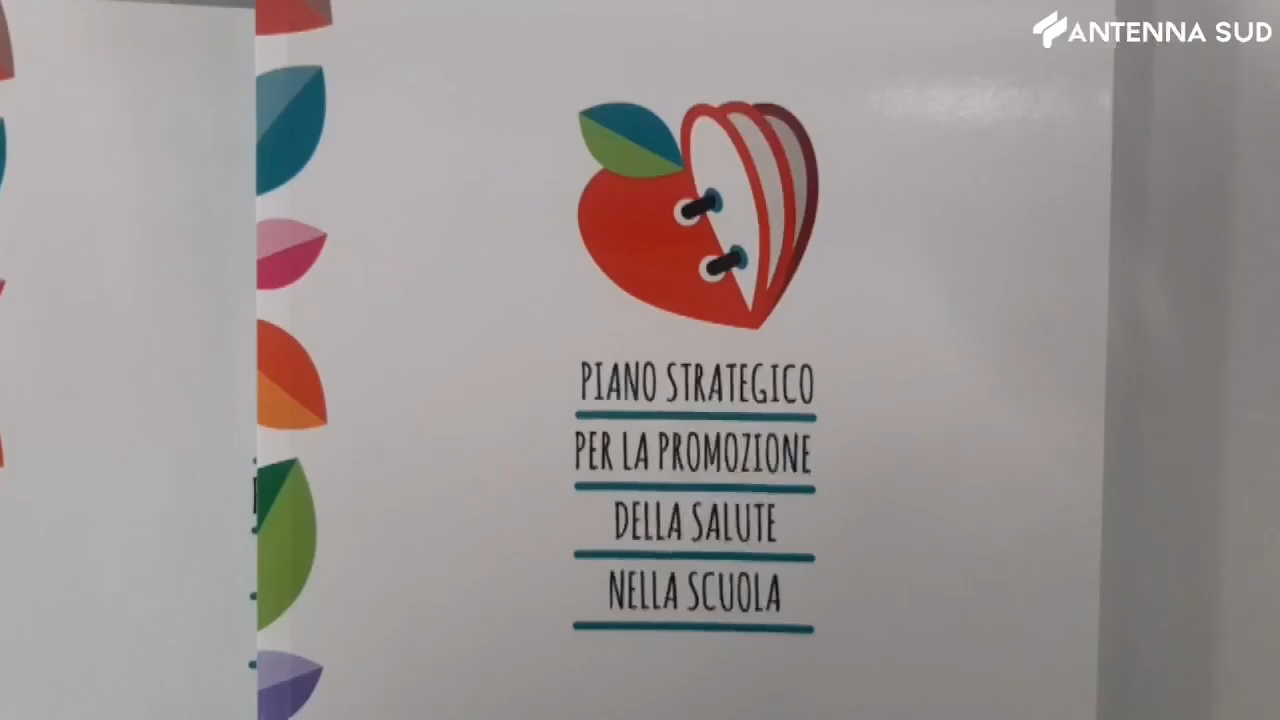 ANTENNA SUD
PIANO STRATEGICO
PER LA PROMOZIONE
DELLA SALUTE
NELLA SCUOLA